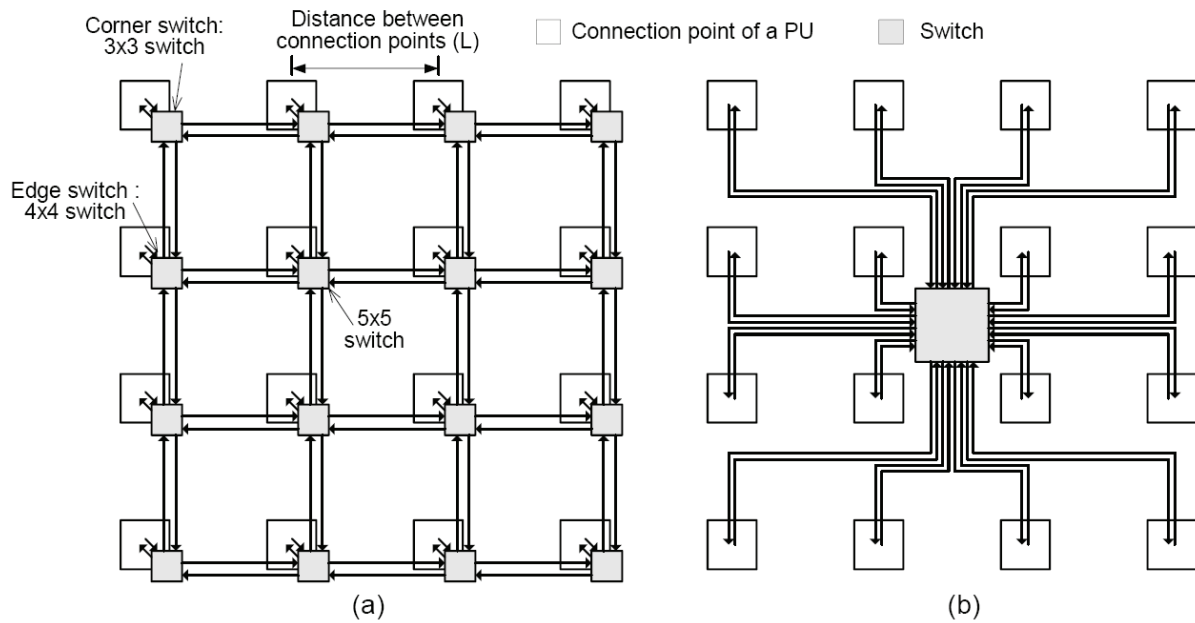 Corner switch:
3x3 switch
Distance between
connection points (L)
Connection point of a PU
Switch
Edge switch :
4x4 switch
5x5
switch
(a)
(b)